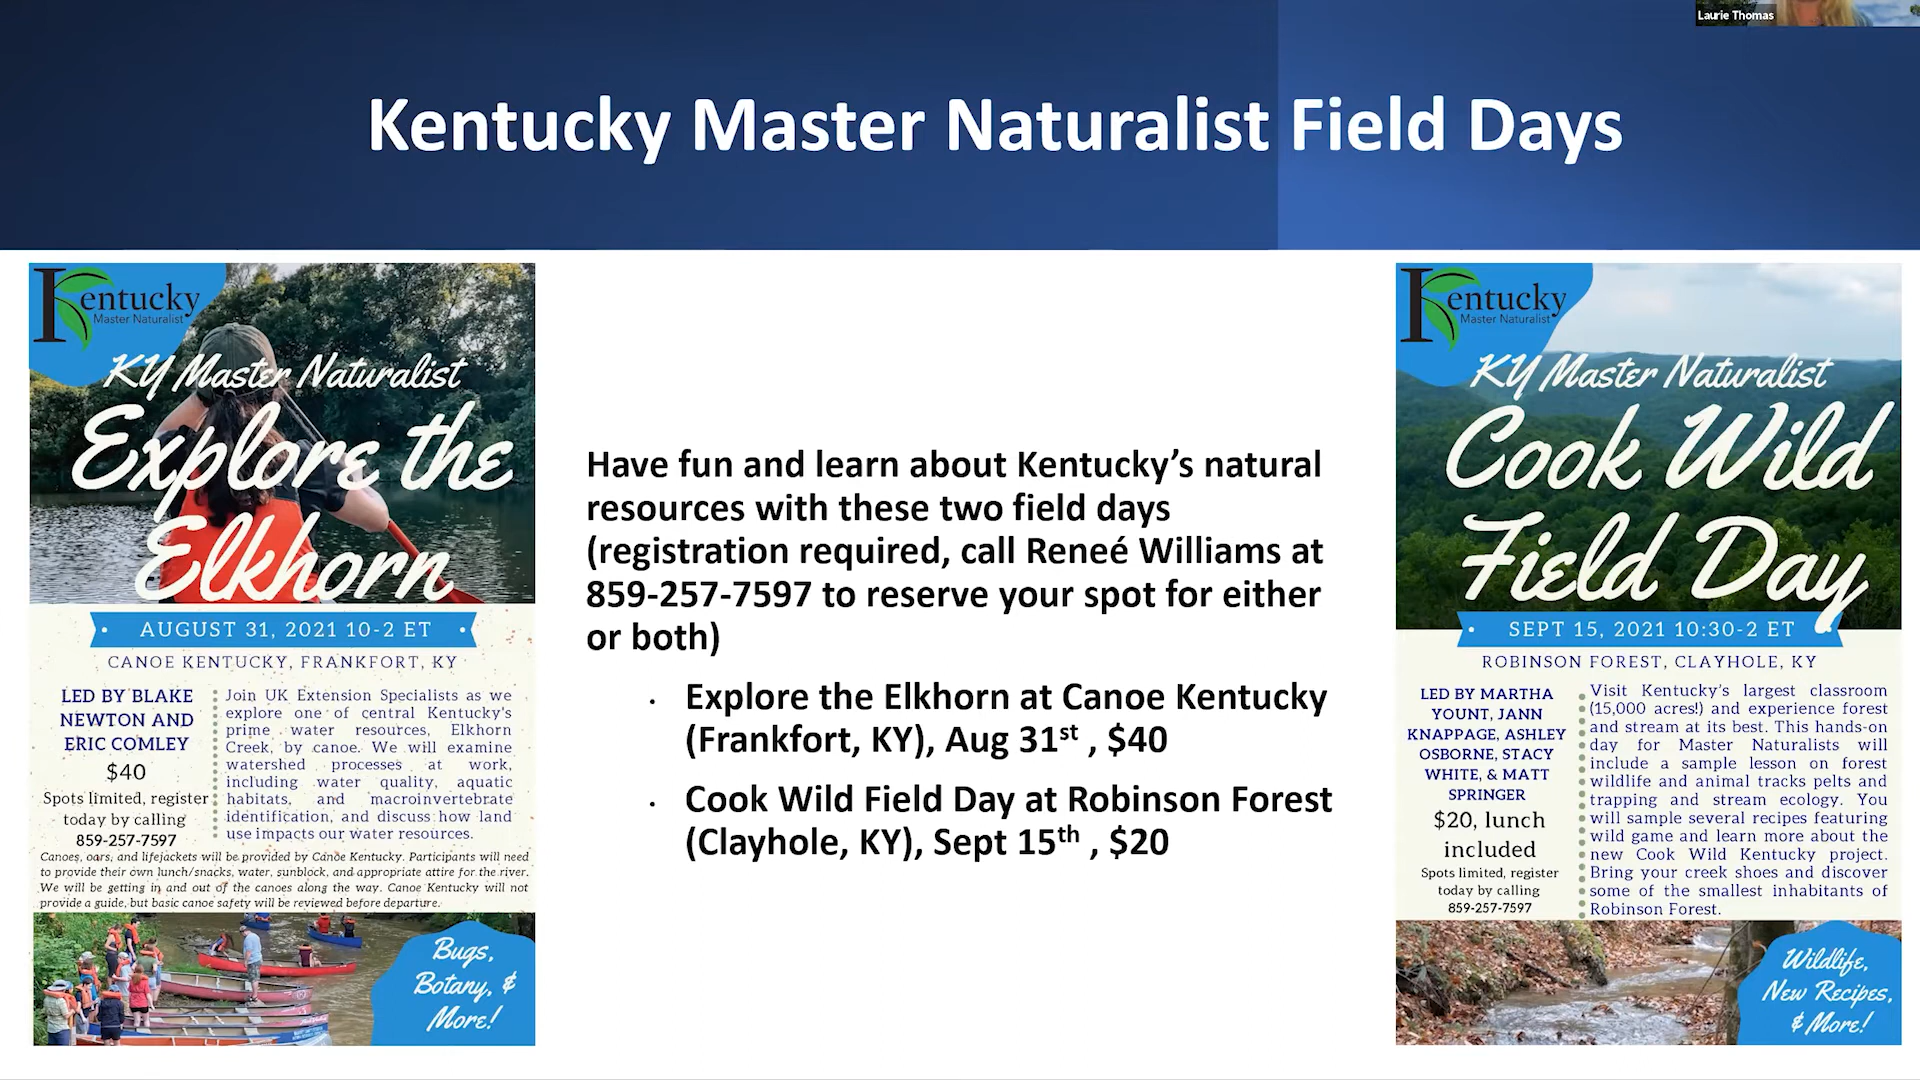 Laurie Thomas
Kentucky Master Naturalist Field Days
Kentucky
Master Naturalist
KY Master Naturalist
Explore the
Elkhorn
AUGUST 31, 2021 10-2 ET
CANOE KENTUCKY, FRANKFORT, KY
LED BY BLAKE
NEWTON AND
ERIC COMLEY
$40
Spots limited, register
today by calling
859-257-7597
Join UK Extension Specialists as we
explore one of central Kentucky's
prime water resources, Elkhorn
Creek, by canoe. We will examine
watershed processes at work,
including water quality, aquatic
habitats, and macroinvertebrate
identification, and discuss how land
use impacts our water resources.
Canoes, oars, and lifejackets will be provided by Canoe Kentucky. Participants will need
to provide their own lunch/snacks, water, sunblock, and appropriate attire for the river.
We will be getting in and out of the canoes along the way. Canoe Kentucky will not
provide a guide, but basic canoe safety will be reviewed before departure.
Bugs,
Botany, &
More!
Have fun and learn about Kentucky’s natural
resources with these two field days
(registration required, call Reneé Williams at
859-257-7597 to reserve your spot for either
or both)
· Explore the Elkhorn at Canoe Kentucky
(Frankfort, KY), Aug 31st , $40
· Cook Wild Field Day at Robinson Forest
(Clayhole, KY), Sept 15th , $20
Kentucky
Master Naturalist
KY Master Naturalist
Cook Wild
Field Day
SEPT 15, 2021 10:30-2 ET
ROBINSON FOREST, CLAYHOLE, KY
LED BY MARTHA
YOUNT, JANN
KNAPPAGE, ASHLEY
OSBORNE, STACY
WHITE, & MATT
SPRINGER
$20, lunch
included
Spots limited, register
today by calling
859-257-7597
Visit Kentucky's largest classroom
(15,000 acres!) and experience forest
and stream at its best. This hands-on
day for Master Naturalists will
include a sample lesson on forest
wildlife and animal tracks pelts and
trapping and stream ecology. You
will sample several recipes featuring
wild game and learn more about the
new Cook Wild Kentucky project.
Bring your creek shoes and discover
some of the smallest inhabitants of
Robinson Forest.
Wildlife,
New Recipes,
& More!